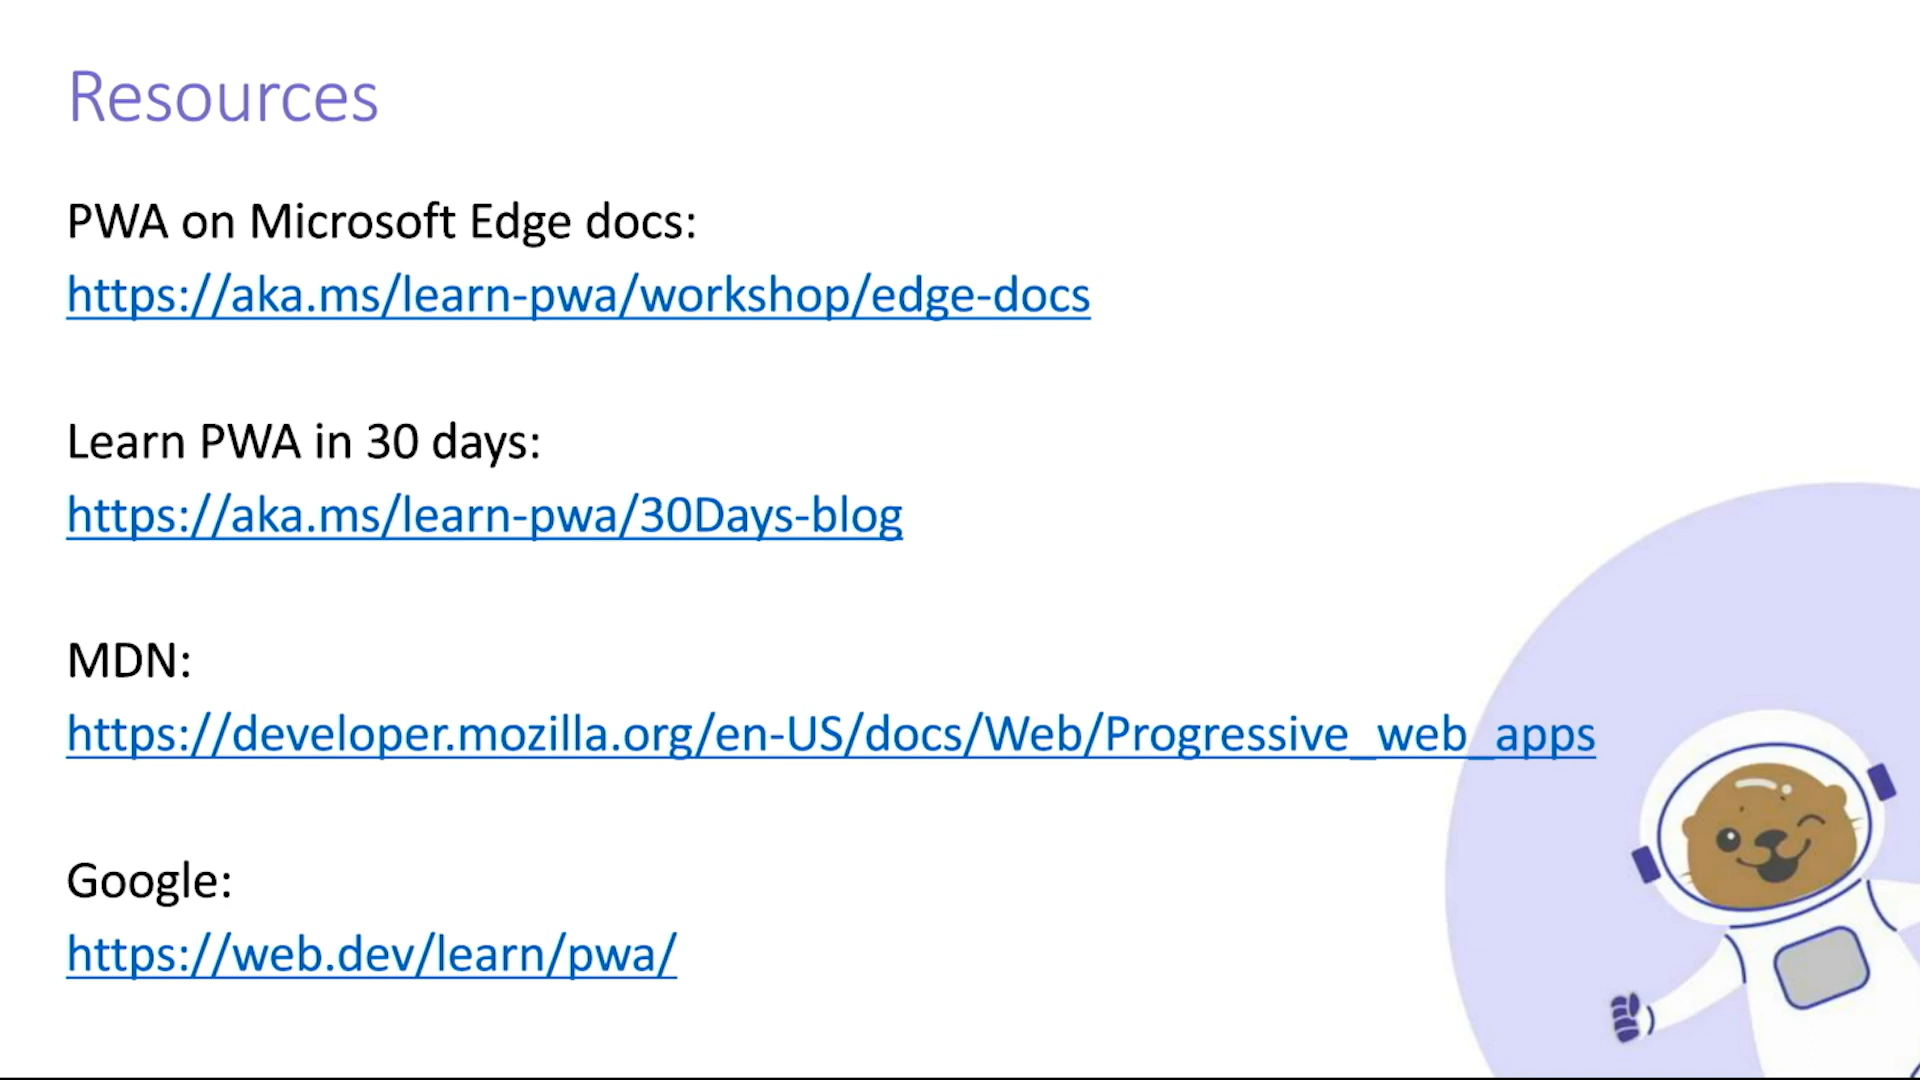 Resources
PWA on Microsoft Edge docs:
https://aka.ms/learn-pwa/workshop/edge-docs
Learn PWA in 30 days:
https://aka.ms/learn-pwa/30Days-blog
MDN:
https://developer.mozilla.org/en-US/docs/Web/Progressive_web_apps
Google:
https://web.dev/learn/pwa/